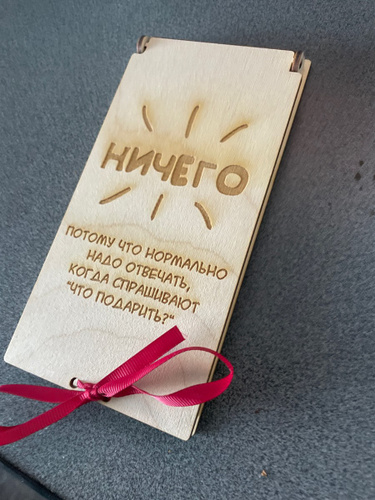 НИЧЕГО
ПОТОМУ ЧТО НОРМАЛЬНО
НАДО ОТВЕЧАТЬ,
КОГДА СПРАШИВАЮТ
"ЧТО ПОДАРИТЬ?"